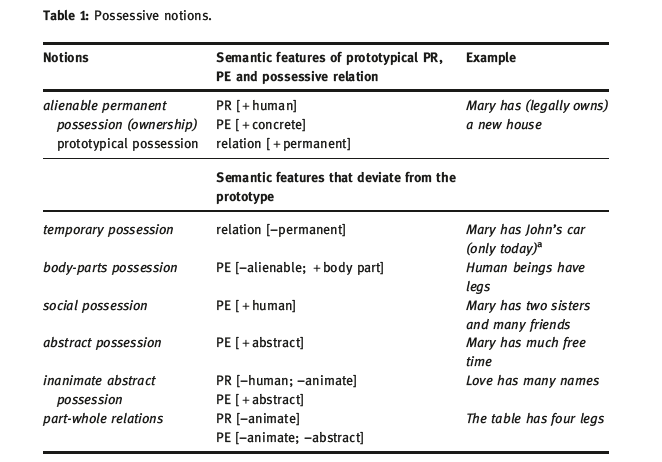 Table 1: Possessive notions.
Notions Semantic features of prototypical PR, Example
PE and possessive relation
alienable permanent PR [+human] Mary has (legally owns)
possession (ownership) PE [+concrete] a new house
prototypical possession relation [+permanent]
Semantic features that deviate from the
prototype
temporary possession relation [–permanent] Mary has John's car
(only today)a
body-parts possession PE [–alienable; +body part] Human beings have
legs
social possession PE [+human] Mary has two sisters
and many friends
abstract possession PE [+abstract] Mary has much free
time
inanimate abstract PR [–human; –animate] Love has many names
possession PE [+abstract]
part-whole relations PR [–animate] The table has four legs
PE [–animate; –abstract]